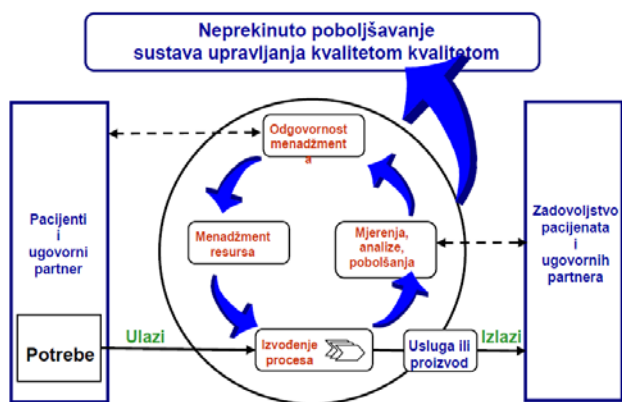 Neprekinuto poboljšavanje
sustava upravljanja kvalitetom kvalitetom
Odgovornost
menadžment
a
Pacijenti
i
ugovorni
partner
Menadžment
resursa
Mjerenja,
analize,
pobolšanja
Zadovoljstvo
pacijenata
i
ugovornih
partnera
Potrebe
Ulazi
Izvođenje
procesa
Usluga ili
proizvod
Izlazi